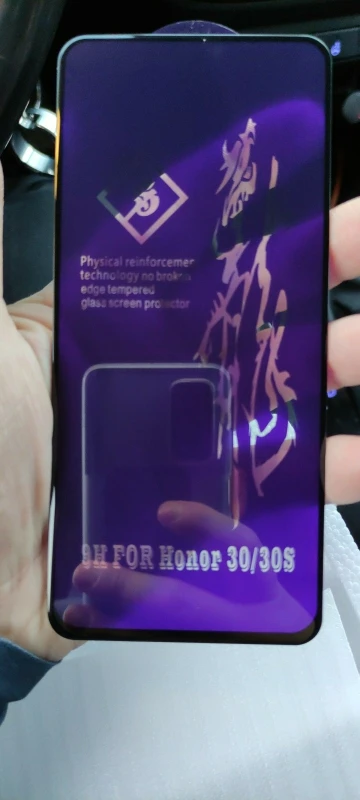 Physical reinforcemen
technology no broken
edge tempered
glass screen protector
9H FOR Honor 30/30S